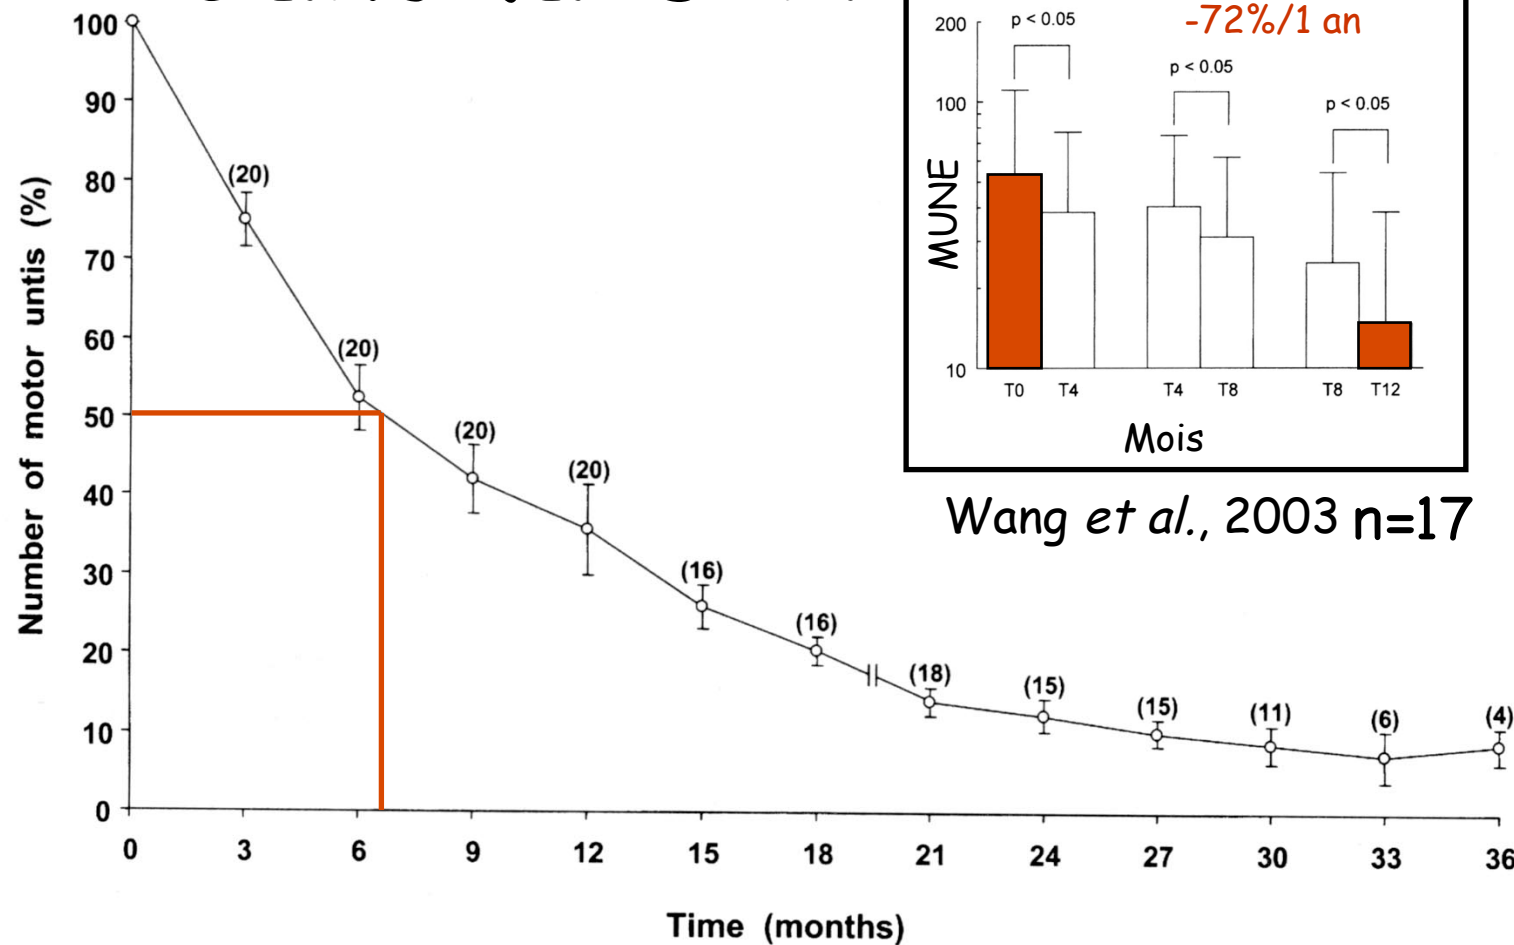 100
90
80
70
60
50
40
30
20
10
0
Number of motor untis (%)
(20)
(20)
(20)
(20)
(16)
(16)
(18)
(15)
(15)
(11)
(6)
(4)
0 3 6 9 12 15 18 21 24 27 30 33 36
Time (months)
-72%/1 an
200
100
10
MUNE
p < 0.05
p < 0.05
p < 0.05
T0 T4 T4 T8 T8 T12
Mois
Wang et al., 2003 n=17